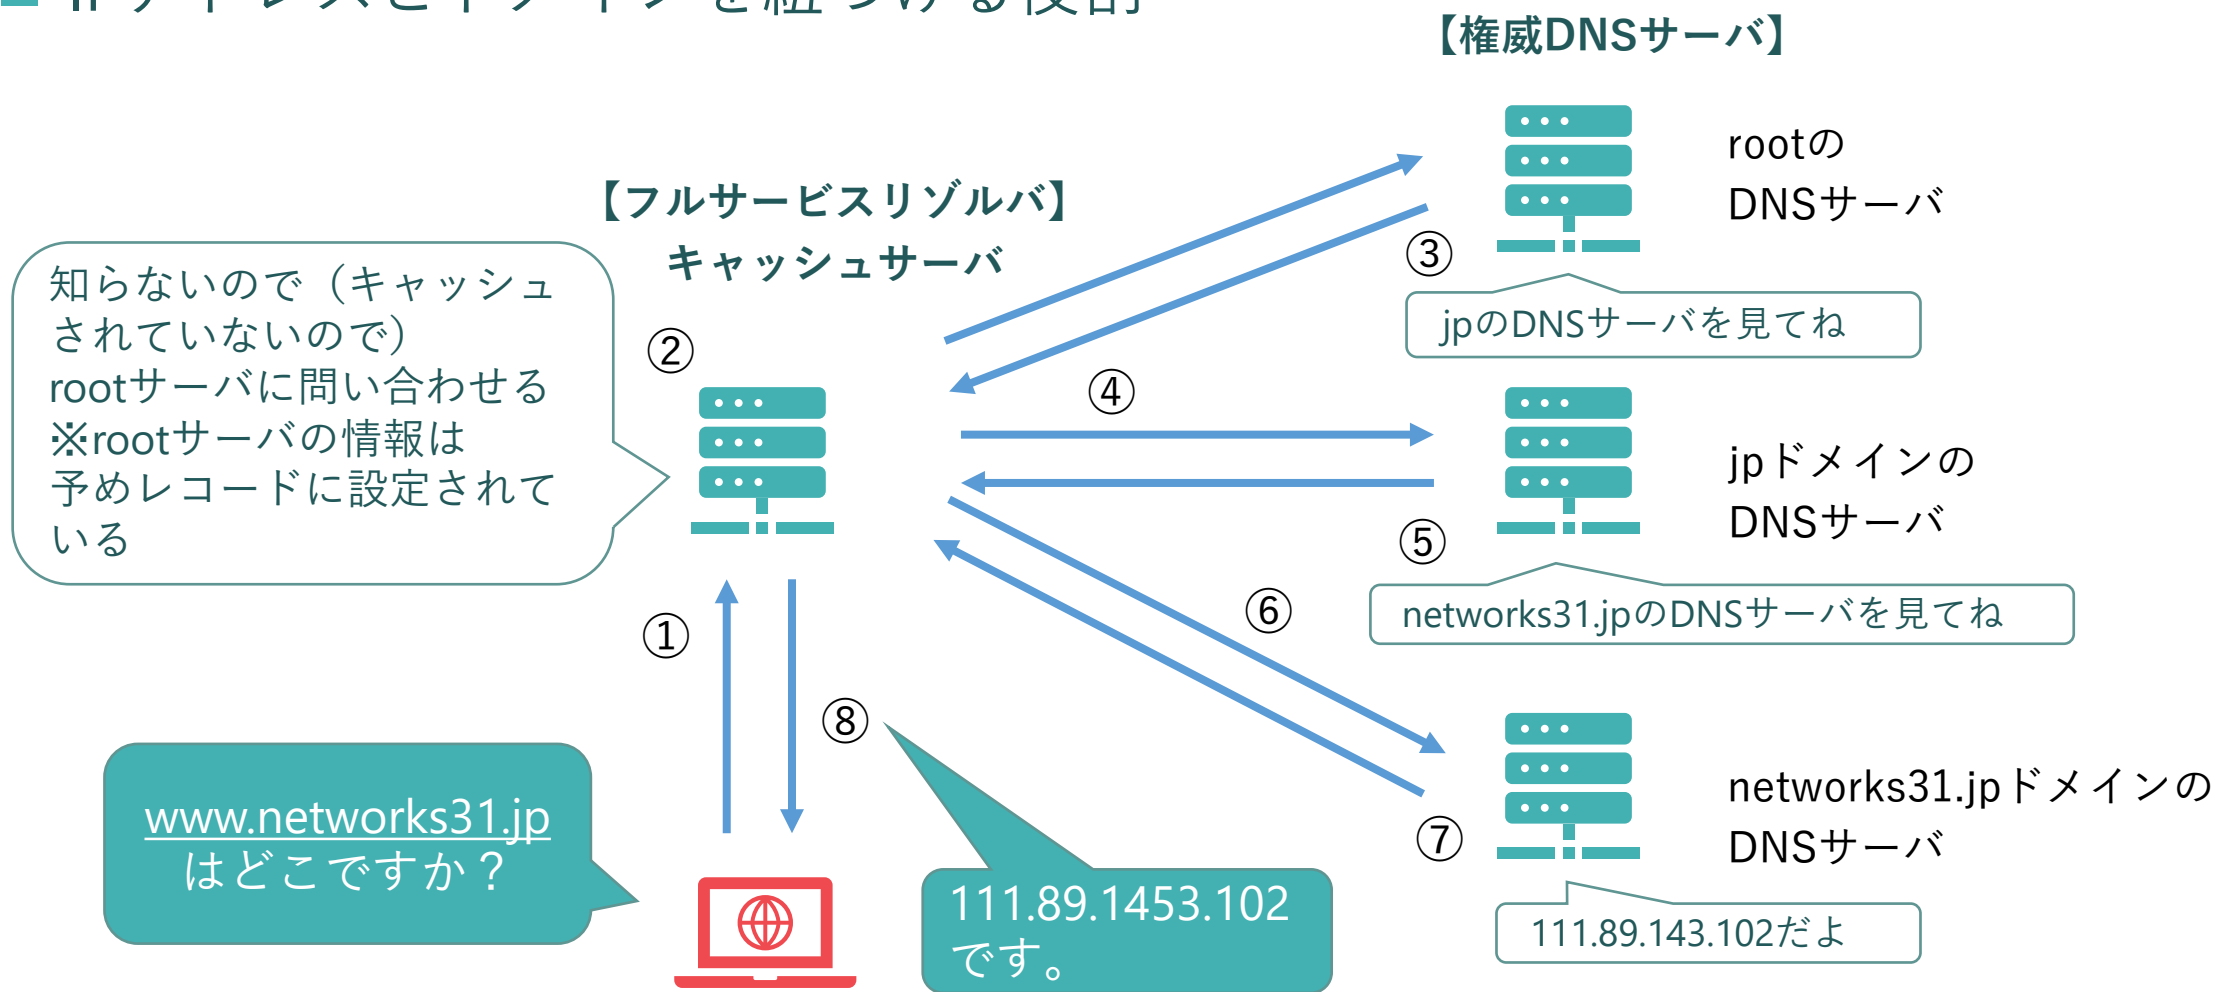 【権威DNSサーバ】
rootの
DNSサーバ
【フルサービスリゾルバ】
キャッシュサーバ
③
jpのDNSサーバを見てね
知らないので（キャッシュ
されていないので）
rootサーバに問い合わせる
※rootサーバの情報は
予めレコードに設定されて
いる
②
④
jpドメインの
DNSサーバ
⑤
networks31.jpのDNSサーバを見てね
⑥
①
⑧
www.networks31.jp
はどこですか？
111.89.1453.102
です。
⑦
networks31.jpドメインの
DNSサーバ
111.89.143.102だよ